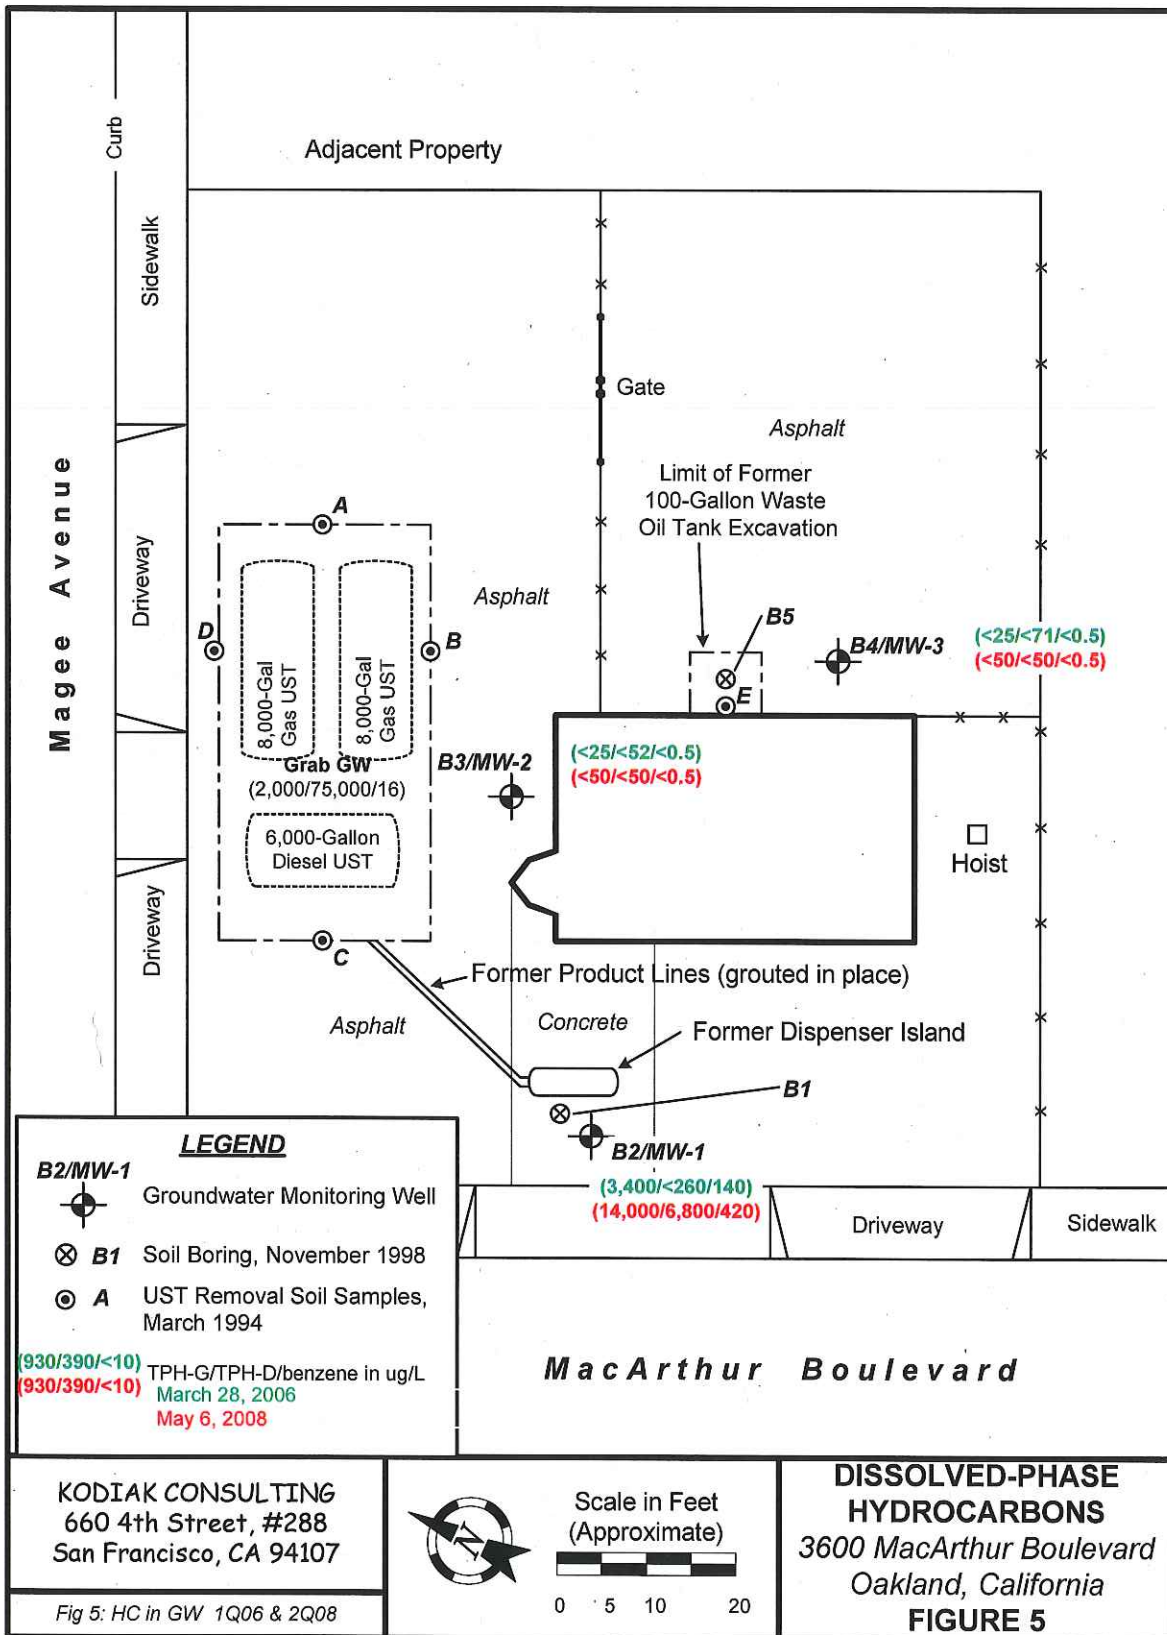 Curb
Adjacent Property
Sidewalk
Gate
Asphalt
Limit of Former
100-Gallon Waste
Oil Tank Excavation
Magee Avenue
Driveway
A
Asphalt
B5
D
B
B4/MW-3
(<25/<71/<0.5)
(<50/<50/<0.5)
8,000-Gal
Gas UST
8,000-Gal
Gas UST
E
Grab GW
(2,000/75,000/16)
B3/MW-2
(<25/<52/<0.5)
(<50/<50/<0.5)
6,000-Gallon
Diesel UST
Hoist
Driveway
C
Former Product Lines (grouted in place)
Asphalt
Concrete
Former Dispenser Island
B1
B2/MW-1
(3,400/<260/140)
(14,000/6,800/420)
Driveway
Sidewalk
MacArthur Boulevard
LEGEND
B2/MW-1
Groundwater Monitoring Well
B1 Soil Boring, November 1998
A UST Removal Soil Samples,
March 1994
(930/390/<10)
(930/390/<10)
TPH-G/TPH-D/benzene in ug/L
March 28, 2006
May 6, 2008
KODIAK CONSULTING
660 4th Street, #288
San Francisco, CA 94107
Fig 5: HC in GW 1Q06 & 2Q08
N
Scale in Feet
(Approximate)
0 5 10 20
DISSOLVED-PHASE
HYDROCARBONS
3600 MacArthur Boulevard
Oakland, California
FIGURE 5